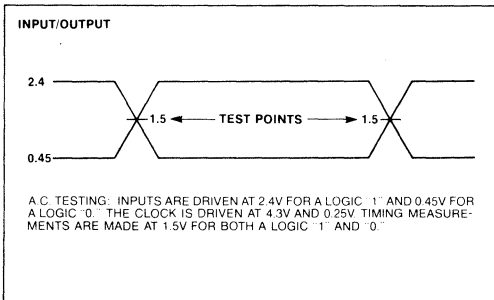 INPUT/OUTPUT
2.4
1.5 TEST POINTS 1.5
0.45
A.C. TESTING: INPUTS ARE DRIVEN AT 2.4V FOR A LOGIC "1" AND 0.45V FOR
A LOGIC "0." THE CLOCK IS DRIVEN AT 4.3V AND 0.25V. TIMING MEASURE-
MENTS ARE MADE AT 1.5V FOR BOTH A LOGIC "1" AND "0."